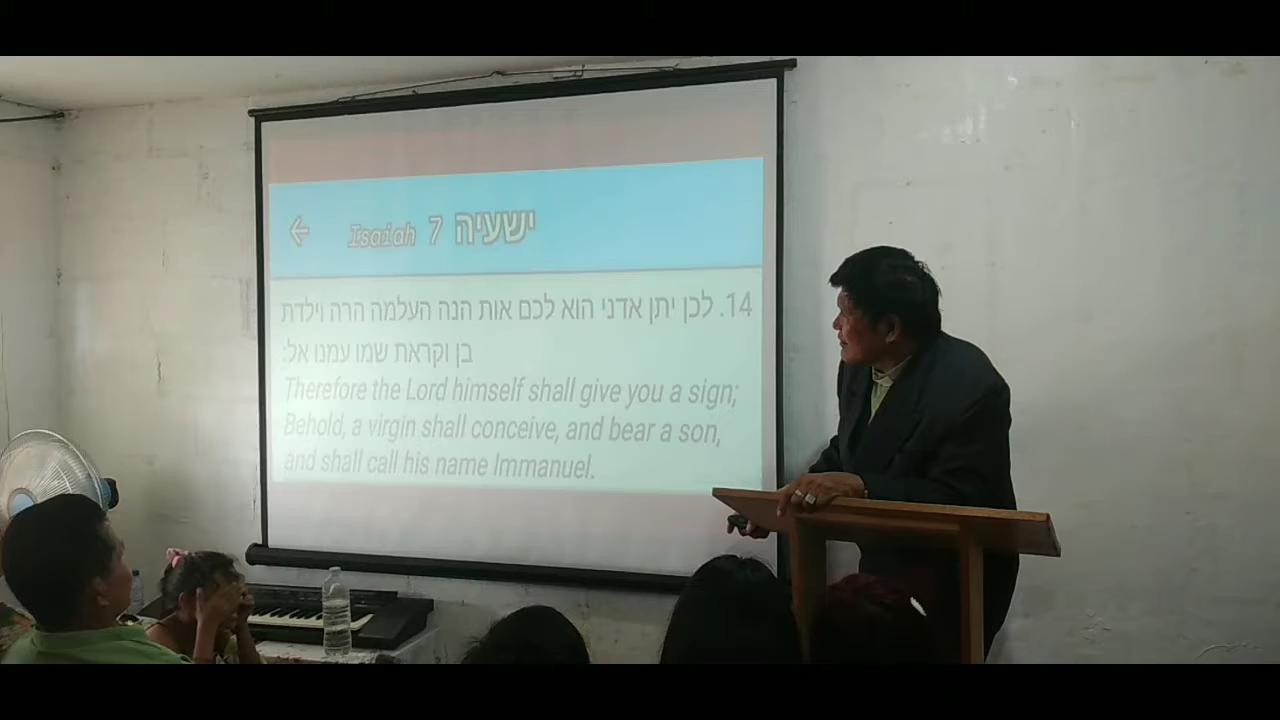 ← Isaiah 7 ישעיה
14. לכן יתן אדני הוא לכם אות הנה העלמה הרה וילדת
בן וקראת שמו עמנו אל:
Therefore the Lord himself shall give you a sign;
Behold, a virgin shall conceive, and bear a son,
and shall call his name Immanuel.